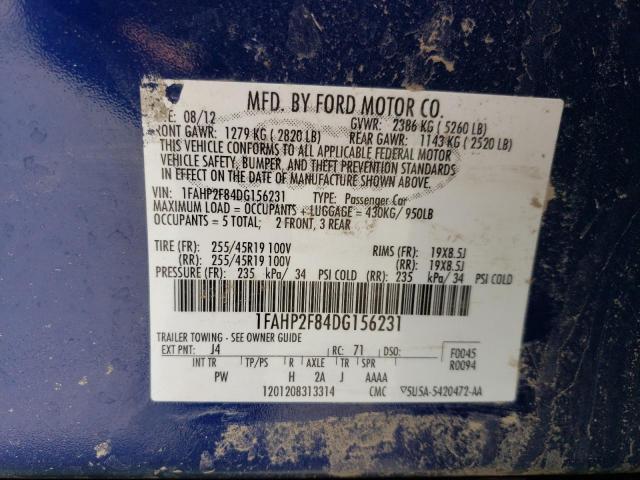 MFD. BY FORD MOTOR CO.
E: 08/12 GVWR: 2386 KG ( 5260 LB)
RONT GAWR: 1279 KG ( 2820 LB) REAR GAWR: 1143 KG ( 2520 LB)
THIS VEHICLE CONFORMS TO ALL APPLICABLE FEDERAL MOTOR
VEHICLE SAFETY, BUMPER, AND THEFT PREVENTION STANDARDS
IN EFFECT ON THE DATE OF MANUFACTURE SHOWN ABOVE.
VIN: 1FAHP2F84DG156231 TYPE: Passenger Car
MAXIMUM LOAD = OCCUPANTS + LUGGAGE = 430KG/ 950LB
OCCUPANTS = 5 TOTAL; 2 FRONT, 3 REAR
TIRE (FR): 255/45R19 100V RIMS (FR): 19X8.5J
(RR): 255/45R19 100V (RR): 19X8.5J
PRESSURE (FR): 235 kPa/ 34 PSI COLD (RR): 235 kPa/ 34 PSI COLD
1FAHP2F84DG156231
TRAILER TOWING - SEE OWNER GUIDE
EXT PNT: J4 RC: 71 DSO: F0045
INT TR TP/PS R AXLE TR SPR R0094
PW H 2A J AAAA
1201208313314 CMC ▽5USA-5420472-AA